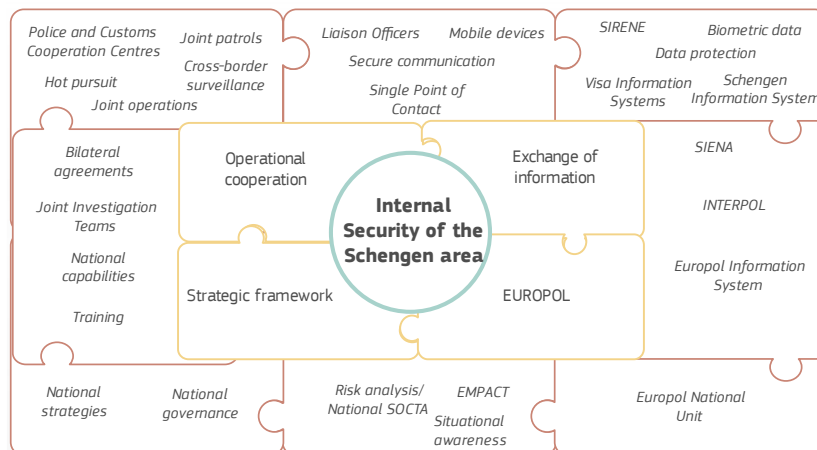 Police and Customs
Cooperation Centres
Joint patrols
Hot pursuit
Cross-border
surveillance
Joint operations
Liaison Officers
Mobile devices
Secure communication
Single Point of
Contact
SIRENE
Biometric data
Data protection
Visa Information
Systems
Schengen
Information System
Bilateral
agreements
Joint Investigation
Teams
National
capabilities
Training
Operational
cooperation
Exchange of
information
Internal
Security of the
Schengen area
Strategic framework
EUROPOL
SIENA
INTERPOL
Europol Information
System
National
strategies
National
governance
Risk analysis/
National SOCTA
EMPACT
Situational
awareness
Europol National
Unit